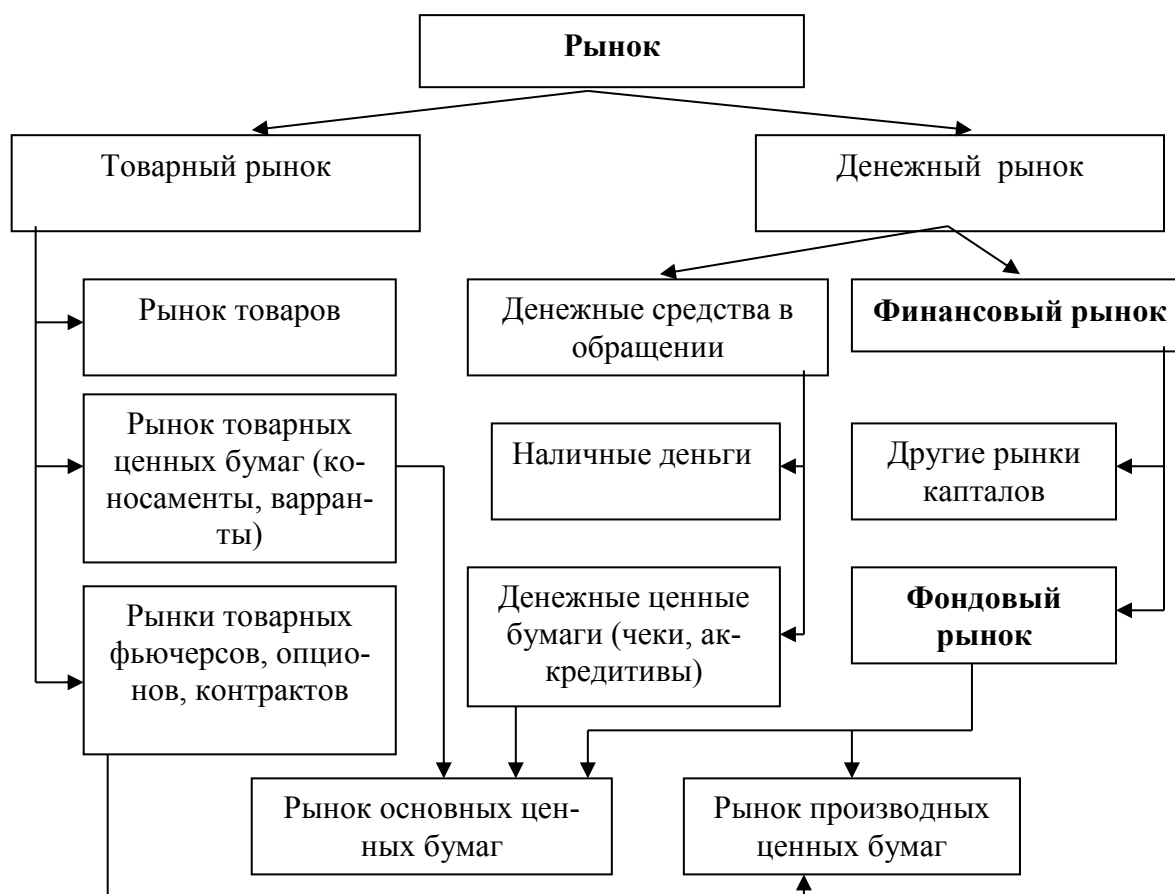 Рынок
Товарный рынок
Денежный рынок
Рынок товаров
Денежные средства в
обращении
Финансовый рынок
Рынок товарных
ценных бумаг (ко-
носаменты, варран-
ты)
Наличные деньги
Другие рынки
капталов
Рынки товарных
фьючерсов, опцио-
нов, контрактов
Денежные ценные
бумаги (чеки, ак-
кредитивы)
Фондовый
рынок
Рынок основных цен-
ных бумаг
Рынок производных
ценных бумаг